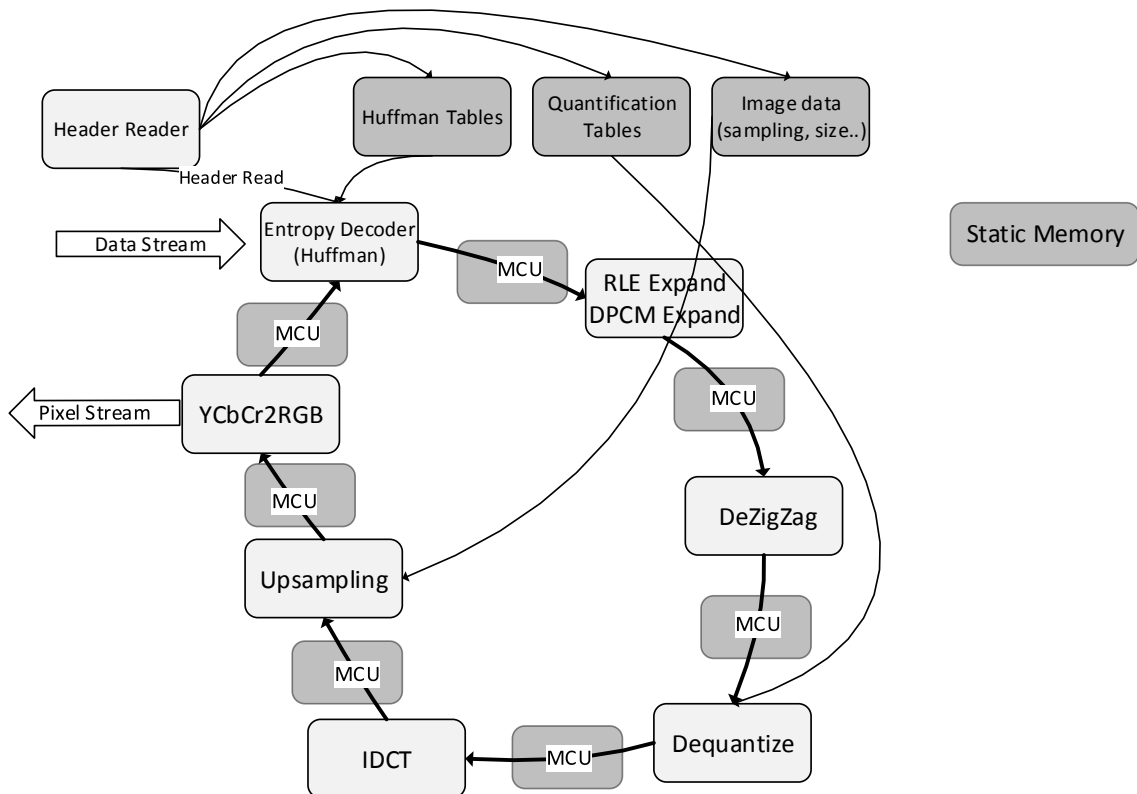 Header Reader
Huffman Tables
Quantification
Tables
Image data
(sampling, size..)
Header Read
Data Stream
Entropy Decoder
(Huffman)
MCU
RLE Expand
DPCM Expand
Static Memory
MCU
Pixel Stream
YCbCr2RGB
MCU
MCU
DeZigZag
Upsampling
MCU
MCU
Dequantize
IDCT
MCU